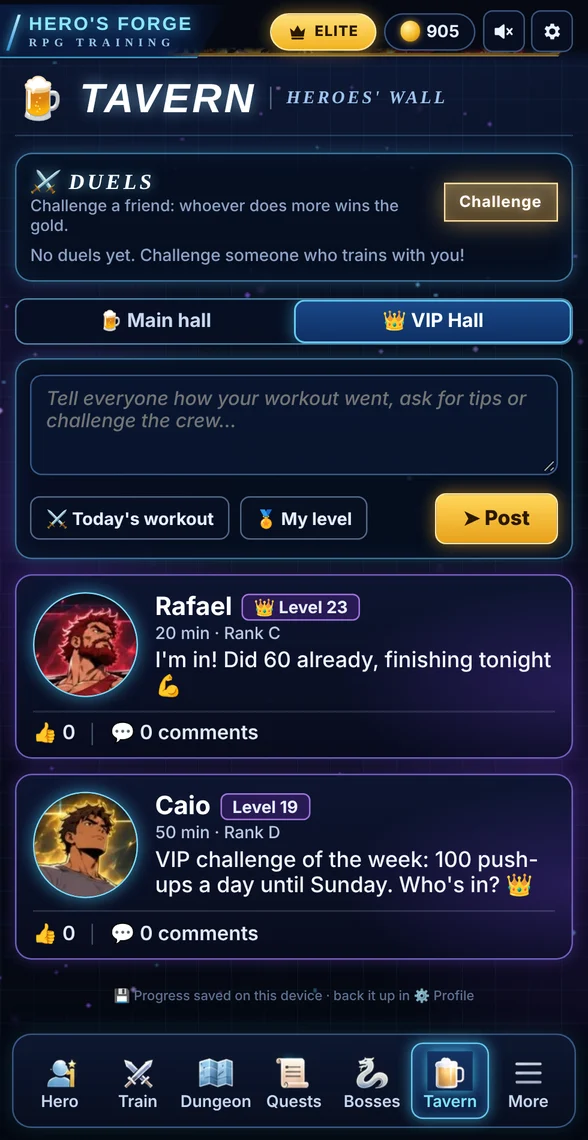 HERO'S FORGE
RPG TRAINING
ELITE
905
TAVERN
HEROES' WALL
DUELS
Challenge a friend: whoever does more wins the
gold.
Challenge
No duels yet. Challenge someone who trains with you!
Main hall
VIP Hall
Tell everyone how your workout went, ask for tips or
challenge the crew...
Today's workout
My level
Post
Rafael
Level 23
20 min · Rank C
I'm in! Did 60 already, finishing tonight
💪
0
0 comments
Caio
Level 19
50 min · Rank D
VIP challenge of the week: 100 push-
ups a day until Sunday. Who's in? 👑
0
0 comments
Progress saved on this device · back it up in ⚙️ Profile
Hero
Train
Dungeon
Quests
Bosses
Tavern
More